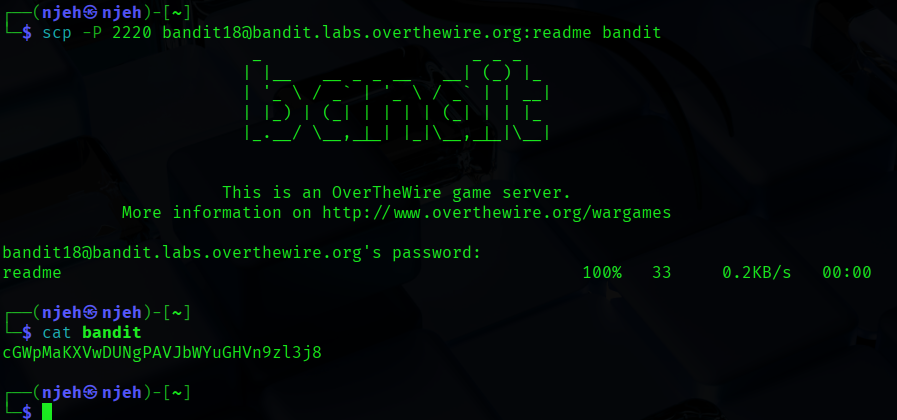 ┌──(njeh㉿njeh)-[~]
└─$ scp -P 2220 bandit18@bandit.labs.overthewire.org:readme bandit
bandit
This is an OverTheWire game server.
More information on http://www.overthewire.org/wargames
bandit18@bandit.labs.overthewire.org's password:
readme 100% 33 0.2KB/s 00:00
┌──(njeh㉿njeh)-[~]
└─$ cat bandit
cGWpMaKXVwDUNgPAVJbWYuGHVn9zl3j8
┌──(njeh㉿njeh)-[~]
└─$